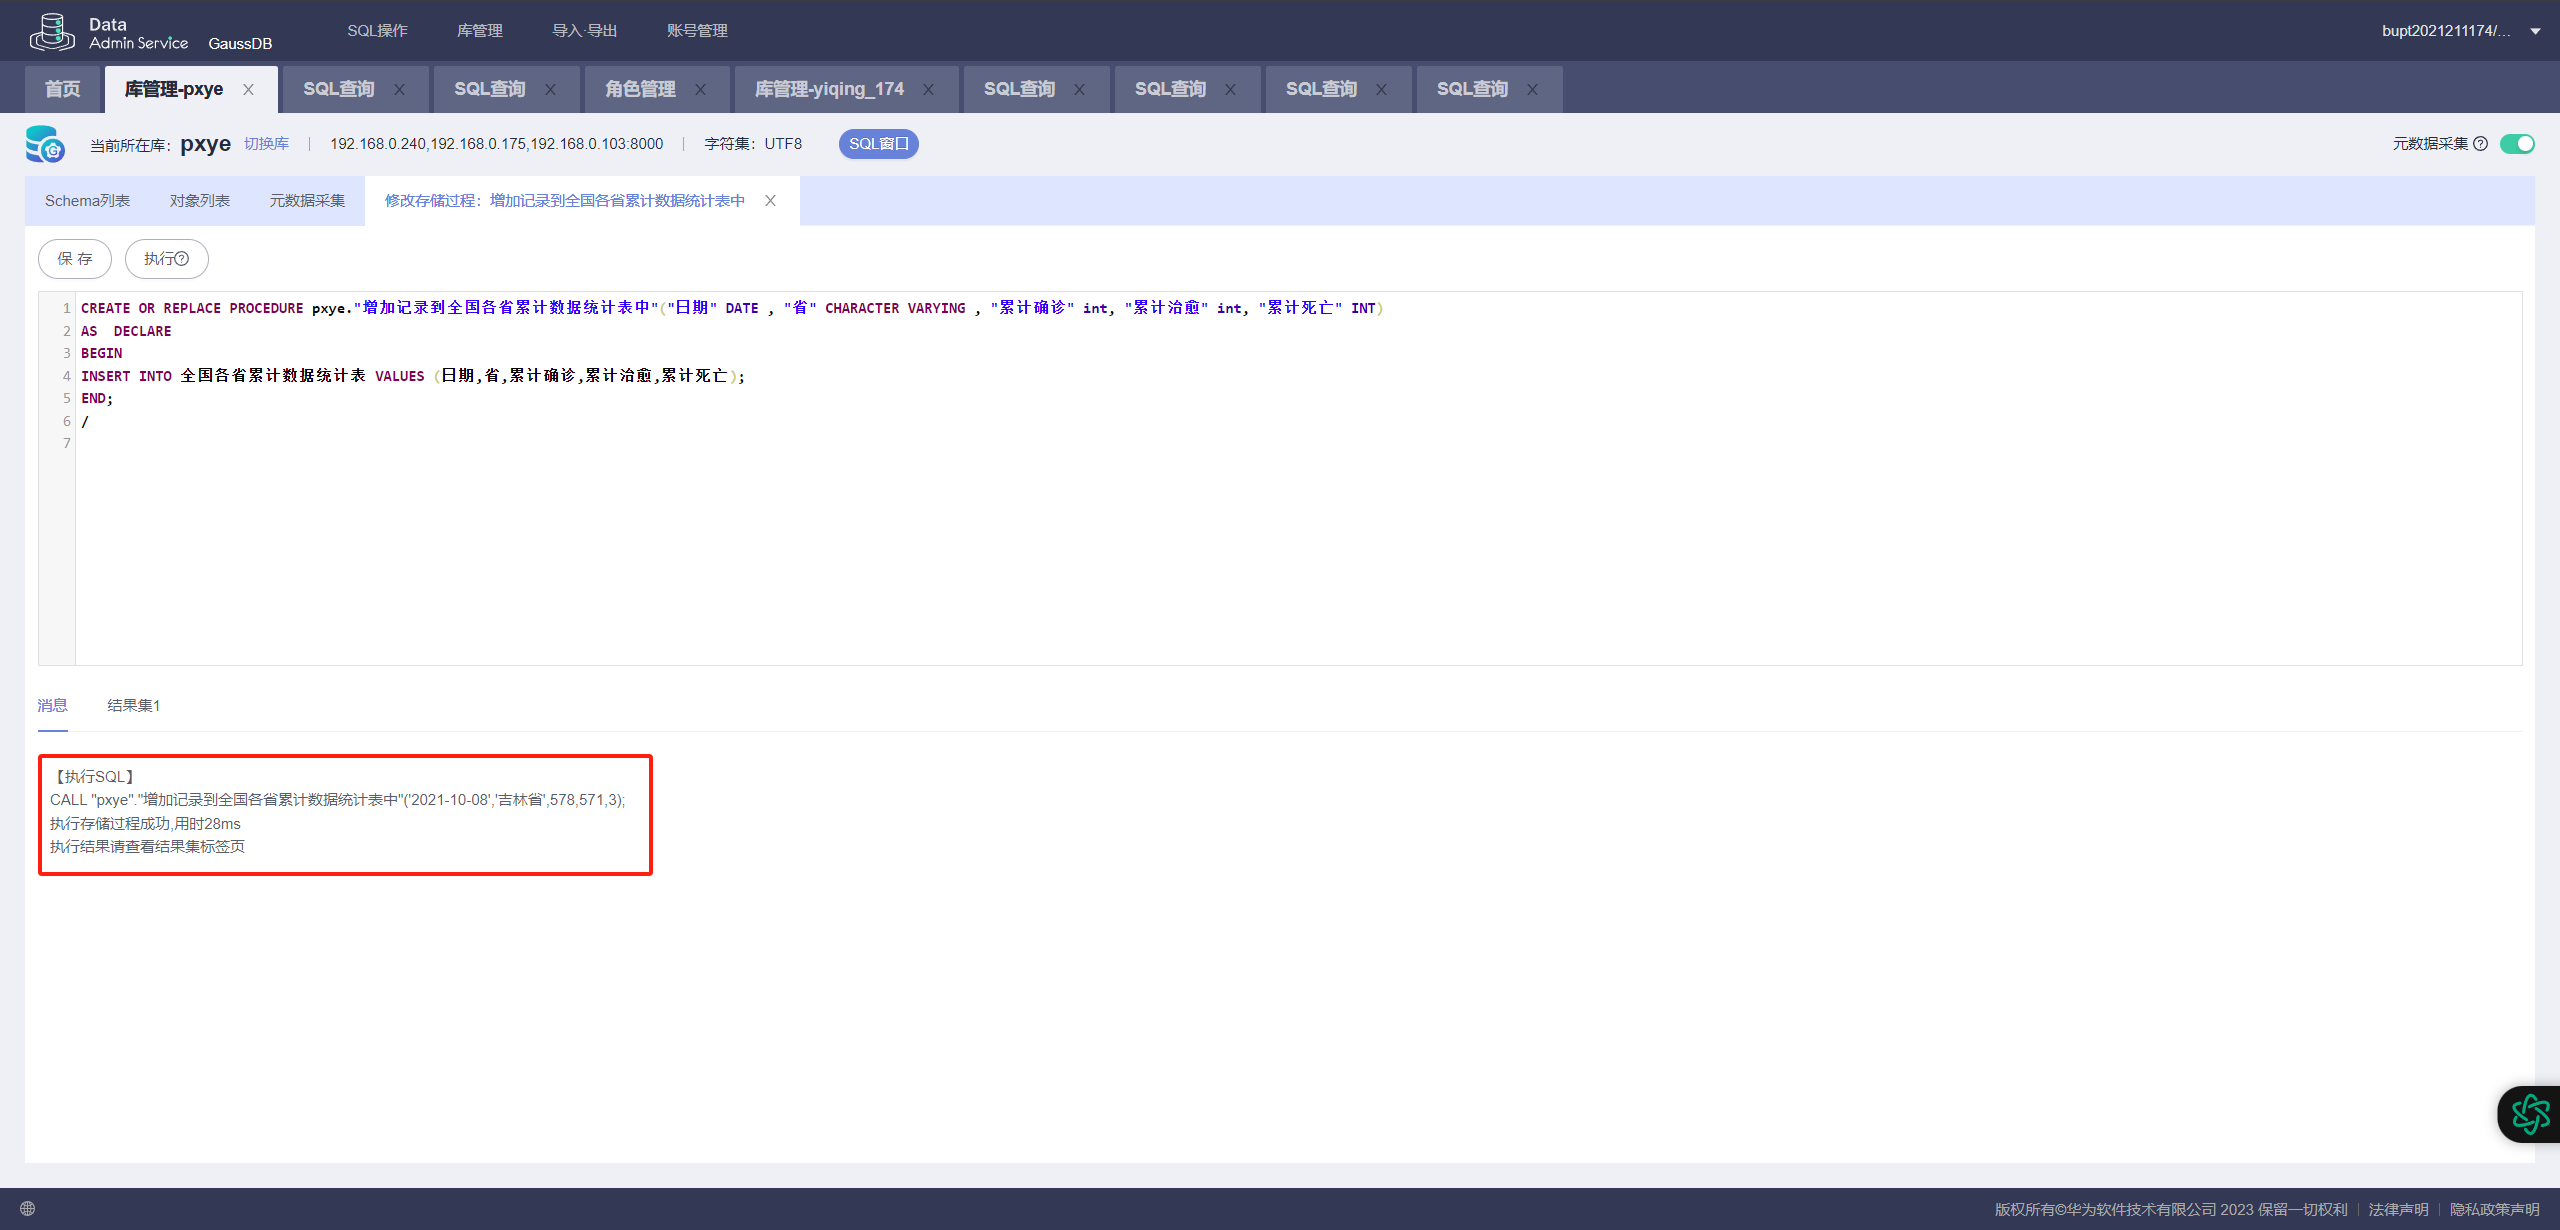 Data
Admin Service GaussDB SQL操作 库管理 导入·导出 账号管理 bupt2021211174/...
首页 库管理-pxye SQL查询 SQL查询 角色管理 库管理-yiqing_174 SQL查询 SQL查询 SQL查询 SQL查询
当前所在库: pxye 切换库 192.168.0.240,192.168.0.175,192.168.0.103:8000 字符集: UTF8 SQL窗口 元数据采集
Schema列表 对象列表 元数据采集 修改存储过程: 增加记录到全国各省累计数据统计表中
保 存 执行
1 CREATE OR REPLACE PROCEDURE pxye."增加记录到全国各省累计数据统计表中"("日期" DATE , "省" CHARACTER VARYING , "累计确诊" int, "累计治愈" int, "累计死亡" INT)
2 AS  DECLARE
3 BEGIN
4 INSERT INTO 全国各省累计数据统计表 VALUES (日期,省,累计确诊,累计治愈,累计死亡);
5 END;
6 /
7
消息 结果集1
【执行SQL】
CALL "pxye"."增加记录到全国各省累计数据统计表中"('2021-10-08','吉林省',578,571,3);
执行存储过程成功,用时28ms
执行结果请查看结果集标签页
版权所有©华为软件技术有限公司 2023 保留一切权利 法律声明 隐私政策声明